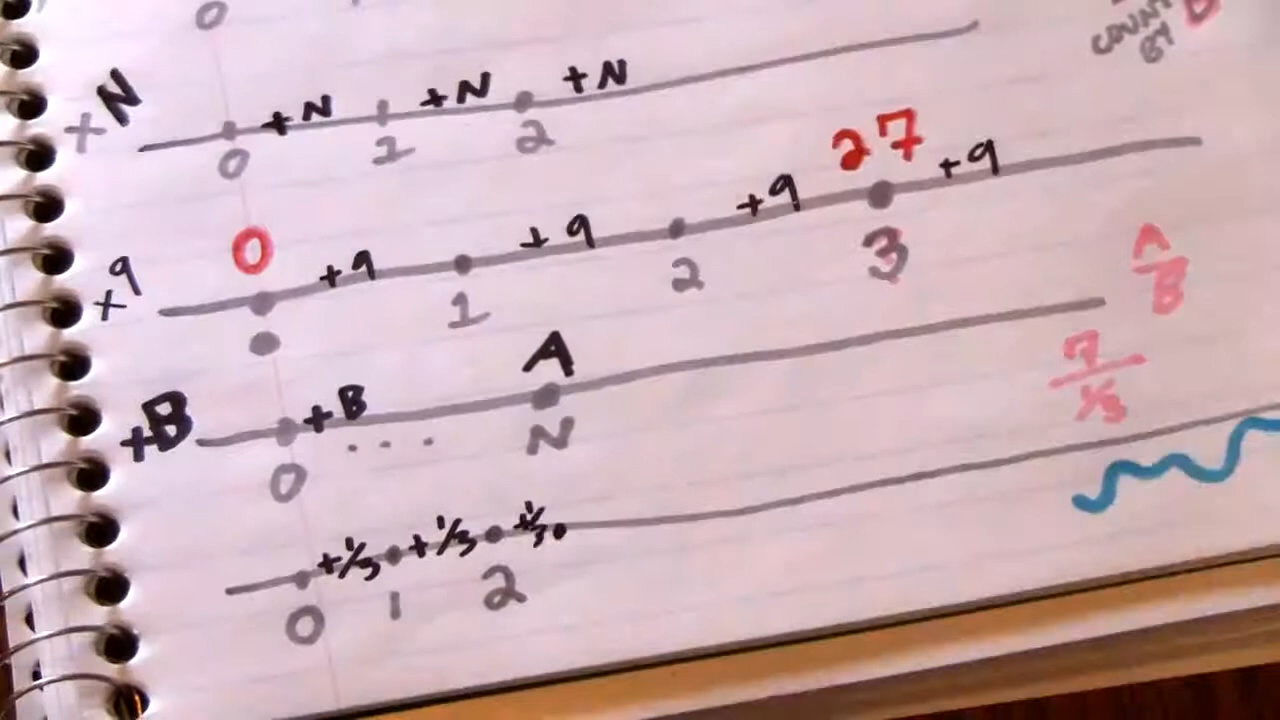 0
COUNT
BY B
×N +N +N +N
0 1 2
0 27
×9 +9 +9 +9 +9
1 2 3
A/B
A
+B +B
0 ... N
7/⅓
+⅓ +⅓ +⅓
0 1 2